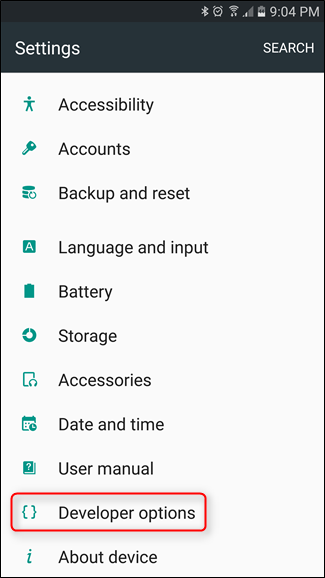 9:04 PM
Settings SEARCH
Accessibility
Accounts
Backup and reset
A Language and input
Battery
Storage
Accessories
Date and time
? User manual
{ } Developer options
i About device